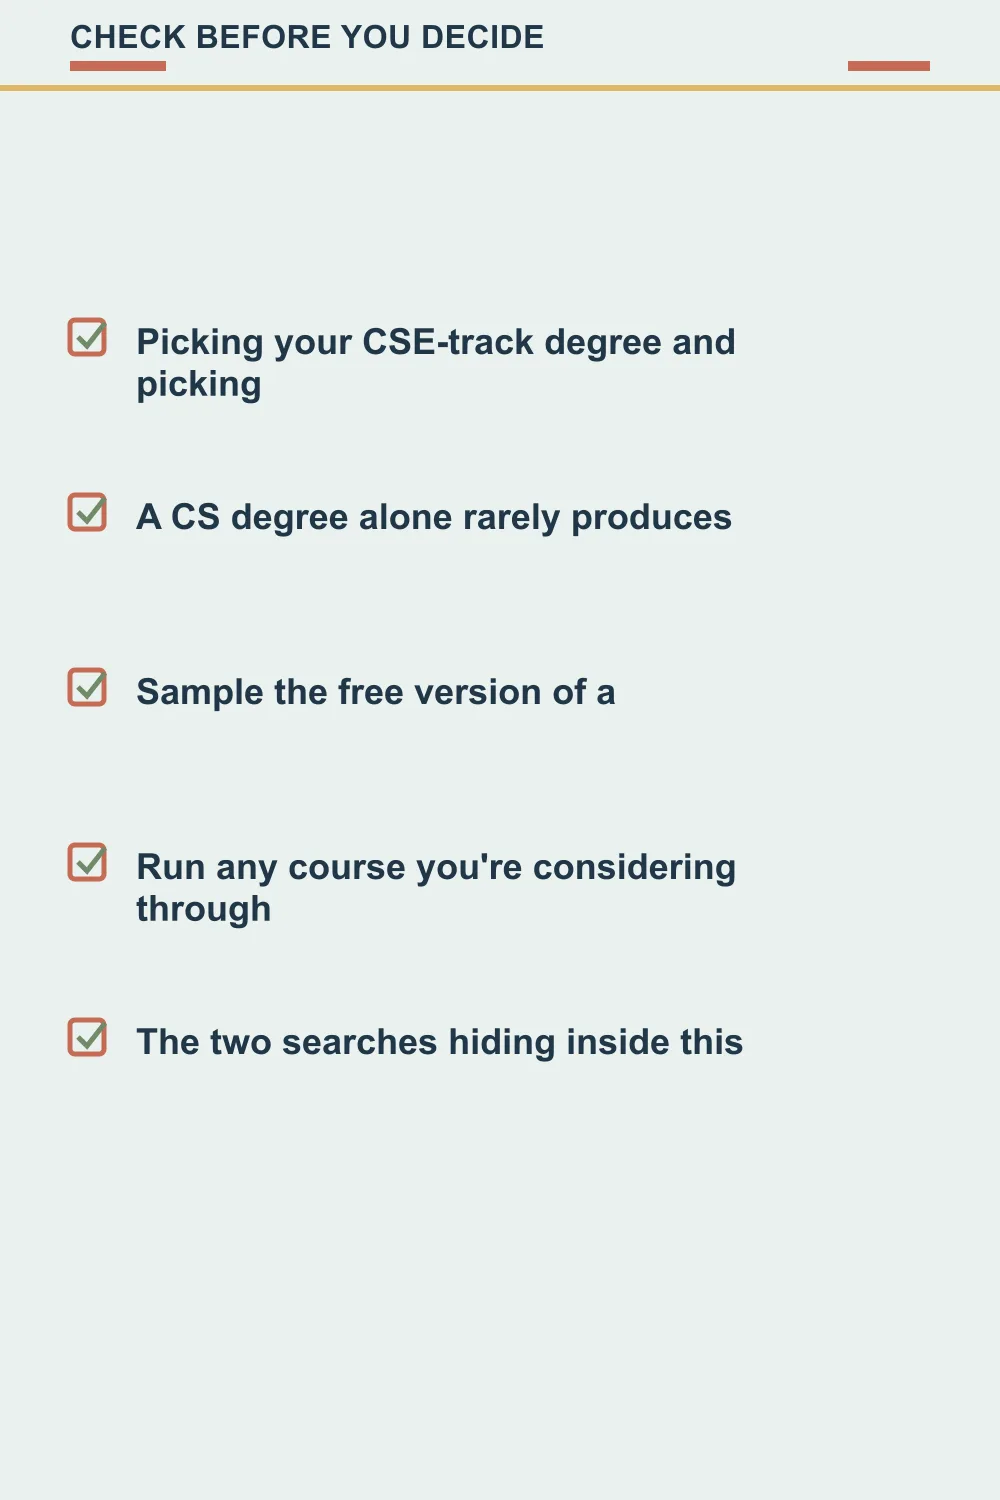 CHECK BEFORE YOU DECIDE
Picking your CSE-track degree and
picking
A CS degree alone rarely produces
Sample the free version of a
Run any course you're considering
through
The two searches hiding inside this